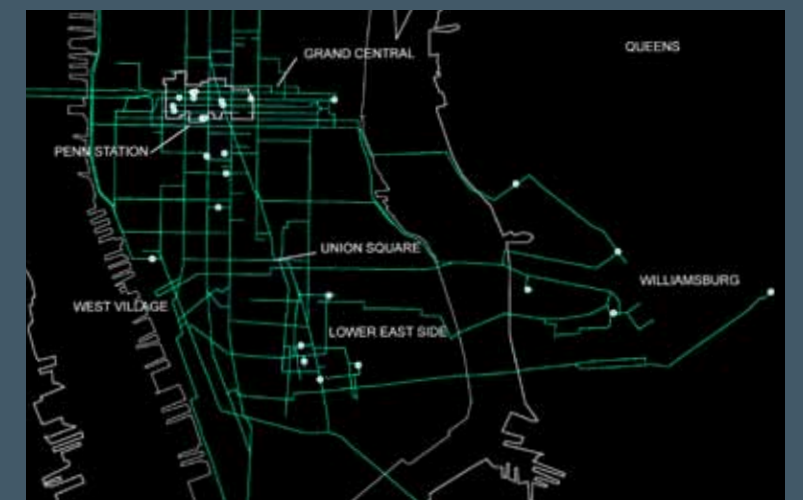 GRAND CENTRAL
QUEENS
PENN STATION
UNION SQUARE
WILLIAMSBURG
WEST VILLAGE
LOWER EAST SIDE